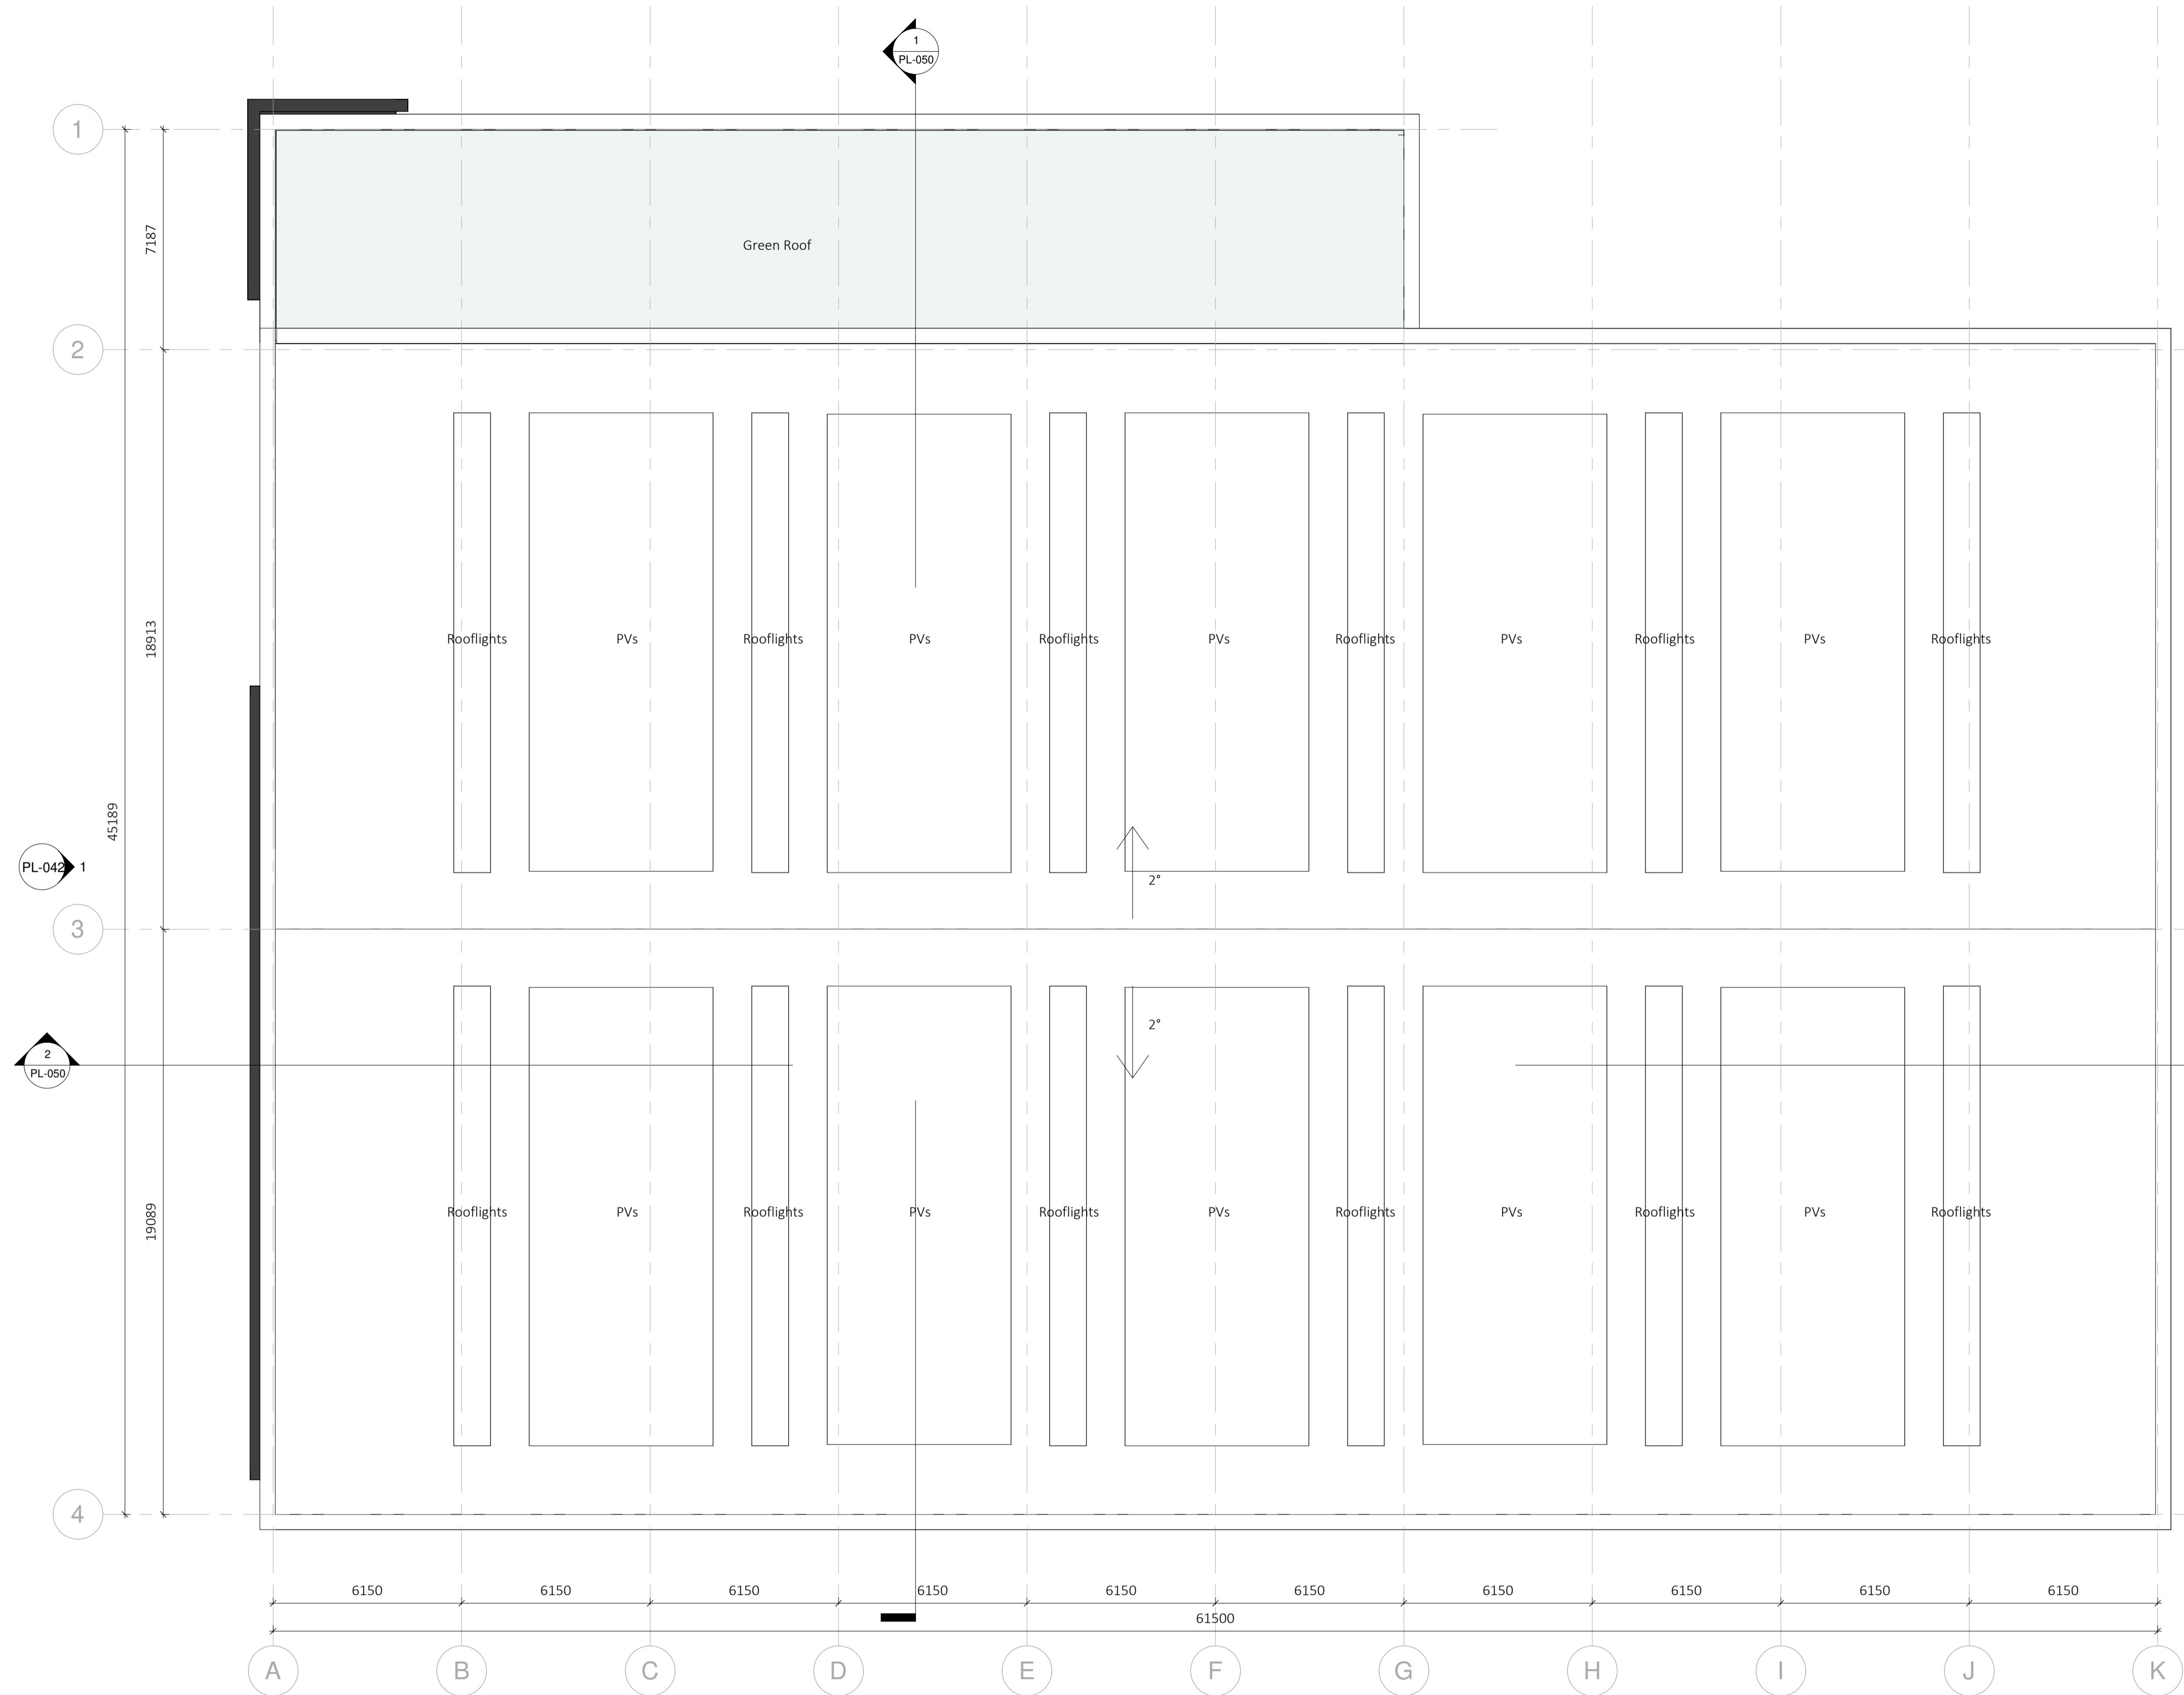 1
PL-050
1
7187
Green Roof
2
18913
Rooflights
PVs
Rooflights
PVs
Rooflights
PVs
Rooflights
PVs
Rooflights
PVs
Rooflights
45189
PL-042
1
2°
3
2
PL-050
2°
19089
Rooflights
PVs
Rooflights
PVs
Rooflights
PVs
Rooflights
PVs
Rooflights
PVs
Rooflights
4
6150
6150
6150
6150
6150
6150
6150
6150
6150
6150
61500
A
B
C
D
E
F
G
H
I
J
K